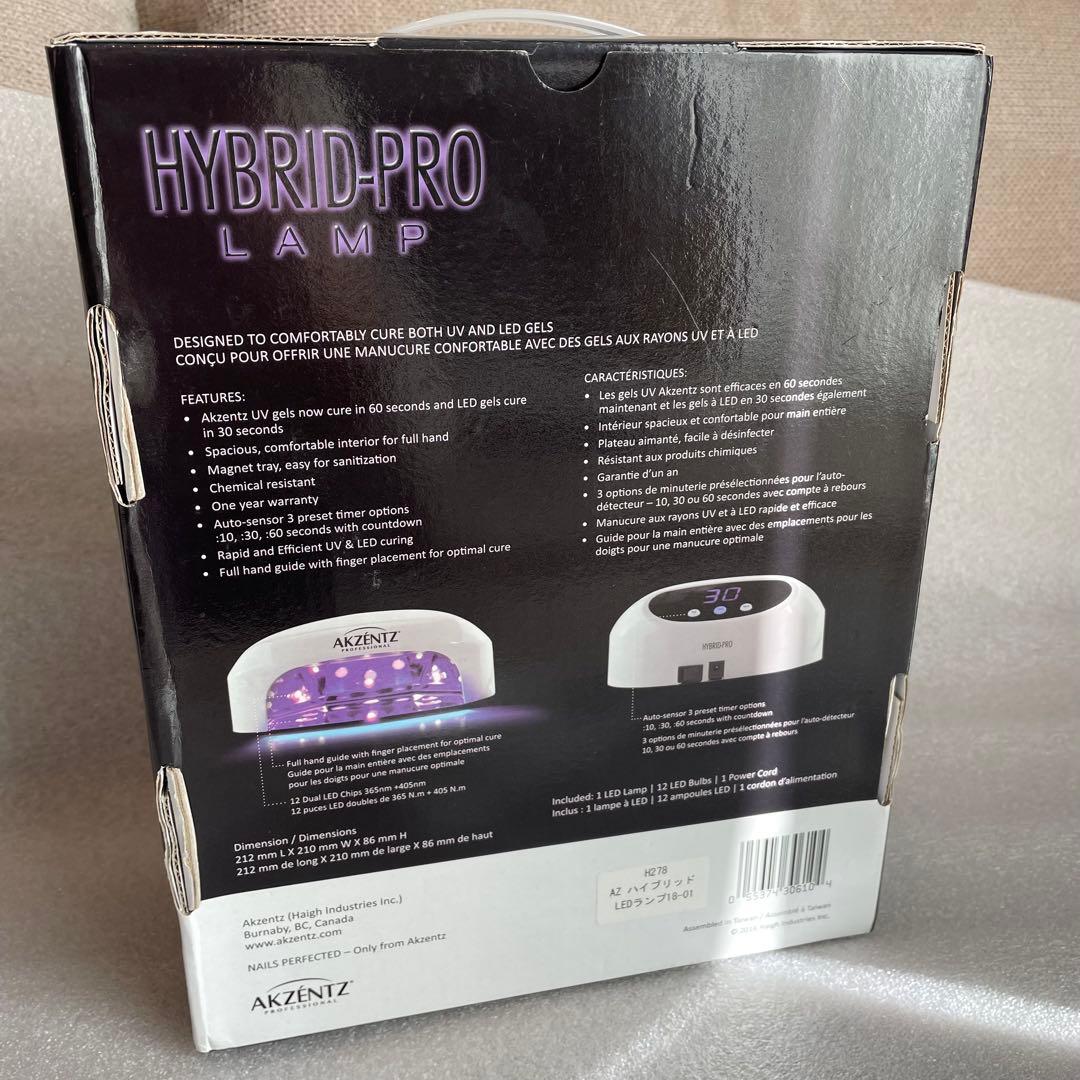 HYBRID-PRO
LAMP
DESIGNED TO COMFORTABLY CURE BOTH UV AND LED GELS
CONÇU POUR OFFRIR UNE MANUCURE CONFORTABLE AVEC DES GELS AUX RAYONS UV ET À LED
FEATURES:
• Akzentz UV gels now cure in 60 seconds and LED gels cure
in 30 seconds
• Spacious, comfortable interior for full hand
• Magnet tray, easy for sanitization
• Chemical resistant
• One year warranty
• Auto-sensor 3 preset timer options
:10, :30, :60 seconds with countdown
• Rapid and Efficient UV & LED curing
• Full hand guide with finger placement for optimal cure
CARACTÉRISTIQUES:
• Les gels UV Akzentz sont efficaces en 60 secondes
maintenant et les gels à LED en 30 secondes également
• Intérieur spacieux et confortable pour main entière
• Plateau aimanté, facile à désinfecter
• Résistant aux produits chimiques
• Garantie d'un an
• 3 options de minuterie présélectionnées pour l'auto-
détecteur – 10, 30 ou 60 secondes avec compte à rebours
• Manucure aux rayons UV et à LED rapide et efficace
• Guide pour la main entière avec des emplacements pour les
doigts pour une manucure optimale
AKZÉNTZ
PROFESSIONAL
Full hand guide with finger placement for optimal cure
Guide pour la main entière avec des emplacements
pour les doigts pour une manucure optimale
12 Dual LED Chips 365nm +405nm
12 puces LED doubles de 365 N.m + 405 N.m
30
HYBRID-PRO
Auto-sensor 3 preset timer options
:10, :30, :60 seconds with countdown
3 options de minuterie présélectionnées pour l'auto-détecteur
10, 30 ou 60 secondes avec compte à rebours
Dimension / Dimensions
212 mm L X 210 mm W X 86 mm H
212 mm de long X 210 mm de large X 86 mm de haut
Included: 1 LED Lamp | 12 LED Bulbs | 1 Power Cord
Inclus : 1 lampe à LED | 12 ampoules LED | 1 cordon d'alimentation
Akzentz (Haigh Industries Inc.)
Burnaby, BC, Canada
www.akzentz.com
NAILS PERFECTED – Only from Akzentz
AKZÉNTZ
PROFESSIONAL
H278
AZ ハイブリッド
LEDランプ18-01
0 55374 30610 4
Assembled in Taiwan / Assemblé à Taiwan
© 2016 Haigh Industries Inc.